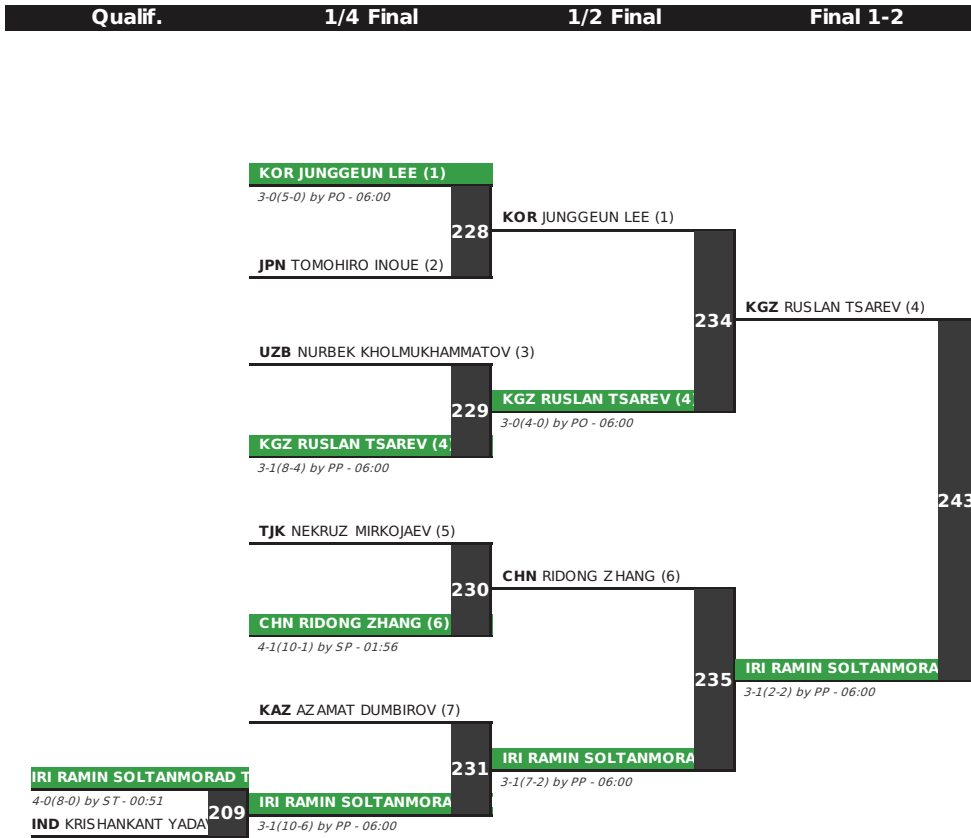 Qualif. 1/4 Final 1/2 Final Final 1-2
KOR JUNGGEUN LEE (1)
3-0(5-0) by PO - 06:00
228
KOR JUNGGEUN LEE (1)
JPN TOMOHIRO INOUE (2)
234
KGZ RUSLAN TSAREV (4)
UZB NURBEK KHOLMUKHAMMATOV (3)
229
KGZ RUSLAN TSAREV (4)
3-0(4-0) by PO - 06:00
KGZ RUSLAN TSAREV (4)
3-1(8-4) by PP - 06:00
243
TJK NEKRUZ MIRKOJAEV (5)
230
CHN RIDONG ZHANG (6)
CHN RIDONG ZHANG (6)
4-1(10-1) by SP - 01:56
235
IRI RAMIN SOLTANMORA
3-1(2-2) by PP - 06:00
KAZ AZAMAT DUMBIROV (7)
231
IRI RAMIN SOLTANMORA
3-1(7-2) by PP - 06:00
IRI RAMIN SOLTANMORAD T
4-0(8-0) by ST - 00:51
209
IND KRISHANKANT YADAV
IRI RAMIN SOLTANMORA
3-1(10-6) by PP - 06:00